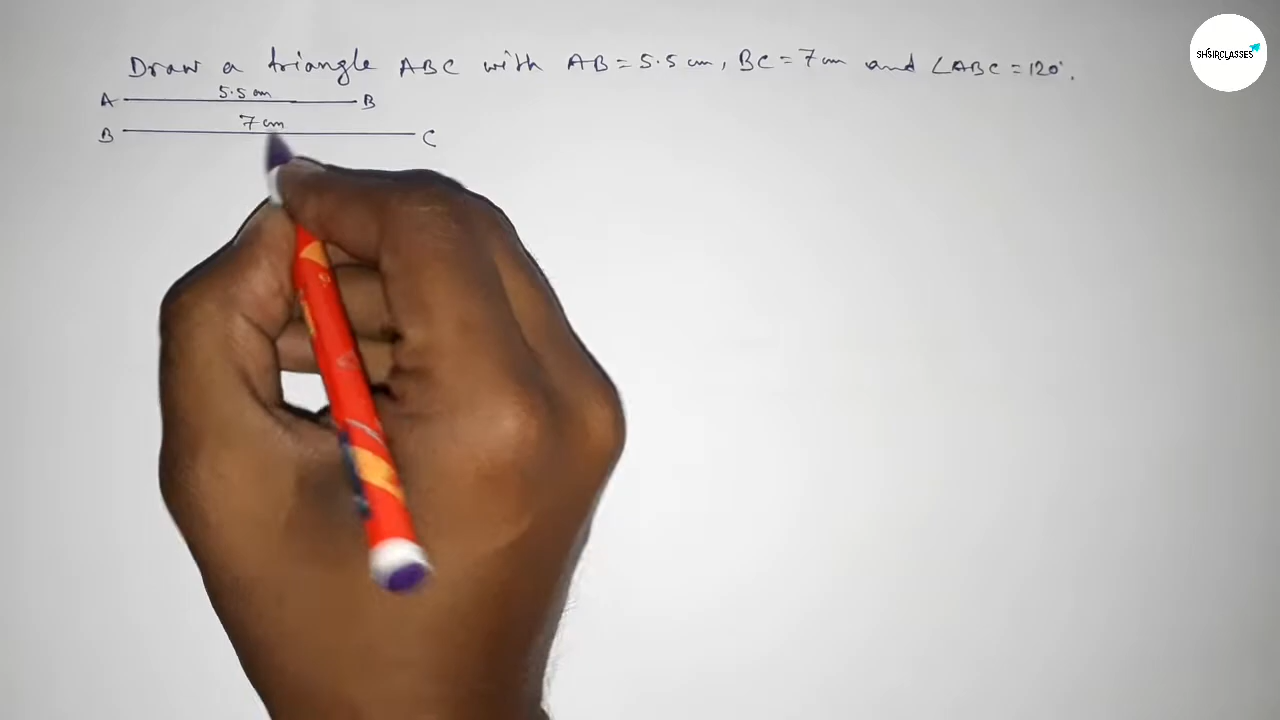 Draw a triangle ABC with AB = 5.5 cm, BC = 7 cm and ∠ABC = 120°.
A 5.5 cm B
B 7 cm C
SHSIRCLASSES